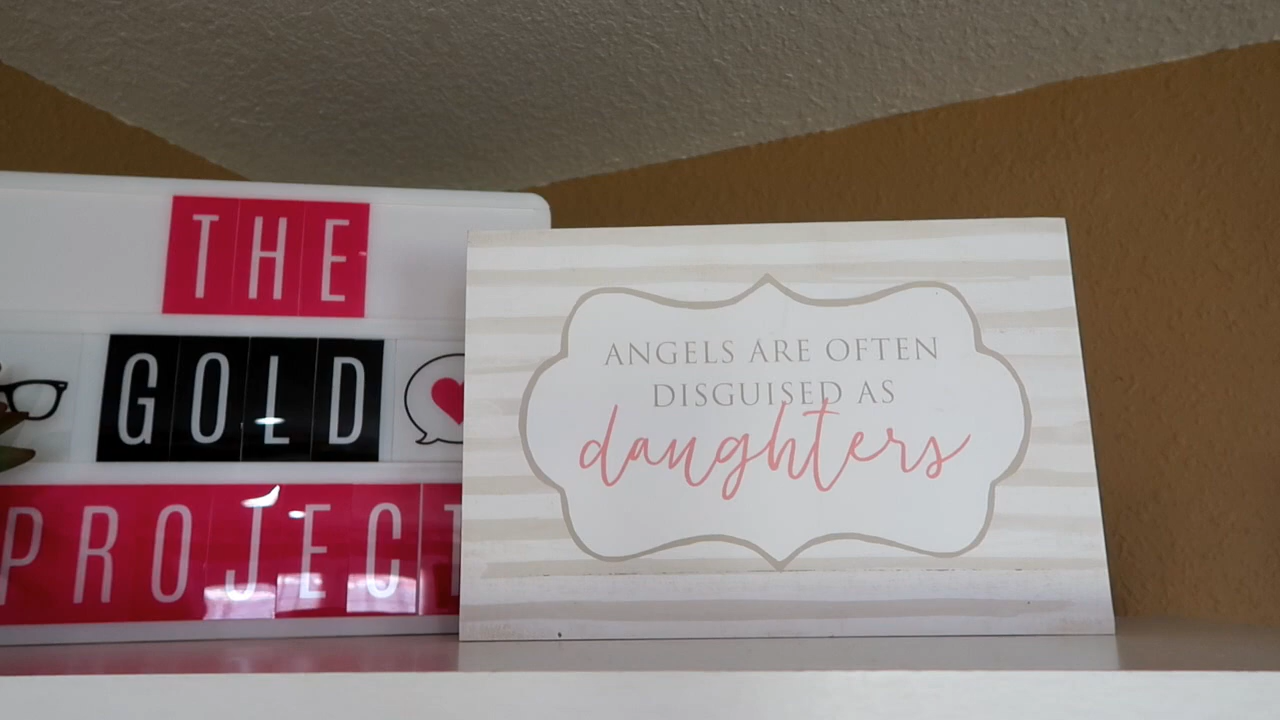 THE
GOLD
PROJECT
ANGELS ARE OFTEN
DISGUISED AS
daughters